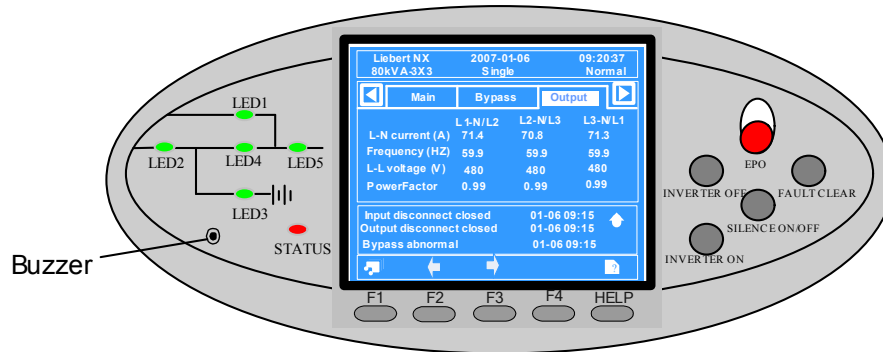 Liebert NX 2007-01-06 09:20:37
80kVA-3X3 Single Normal
Main Bypass Output
L1-N/L2 L2-N/L3 L3-N/L1
L-N current (A) 71.4 70.8 71.3
Frequency (HZ) 59.9 59.9 59.9
L-L voltage (V) 480 480 480
PowerFactor 0.99 0.99 0.99
Input disconnect closed 01-06 09:15
Output disconnect closed 01-06 09:15
Bypass abnormal 01-06 09:15
?
F1 F2 F3 F4 HELP
LED1
LED2 LED4 LED5
LED3
STATUS
Buzzer
EPO
INVERTER OFF FAULT CLEAR
SILENCE ON/OFF
INVERTER ON